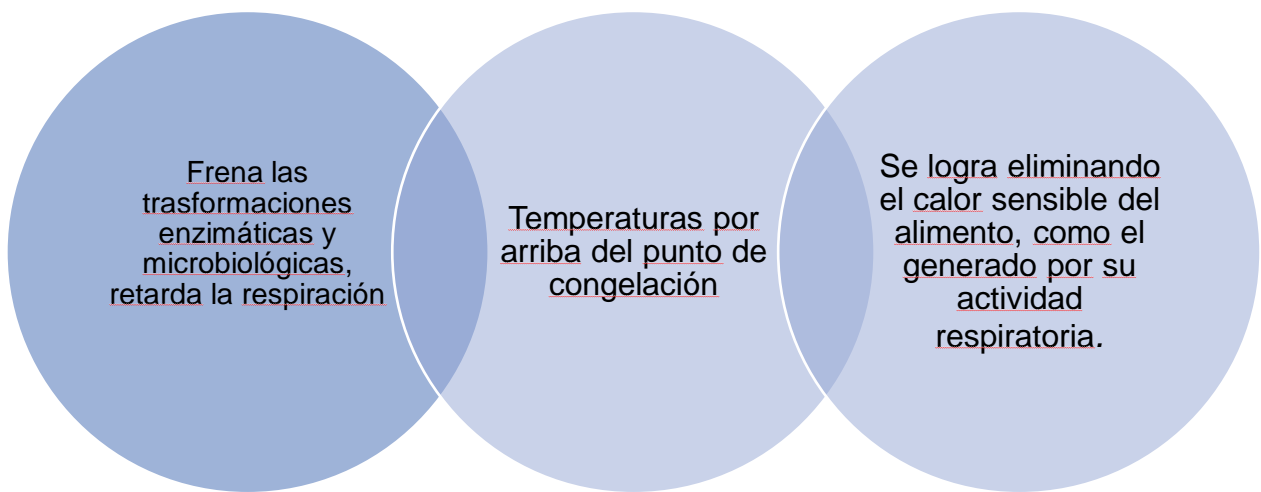 Frena las
trasformaciones
enzimáticas y
microbiológicas,
retarda la respiración
Temperaturas por
arriba del punto de
congelación
Se logra eliminando
el calor sensible del
alimento, como el
generado por su
actividad
respiratoria.